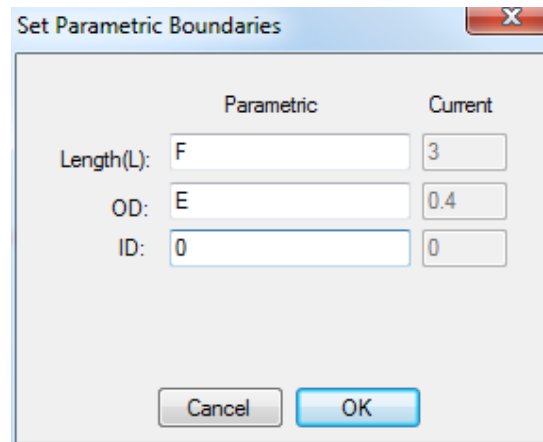 Set Parametric Boundaries
Parametric Current
Length(L): F 3
OD: E 0.4
ID: 0 0
Cancel OK